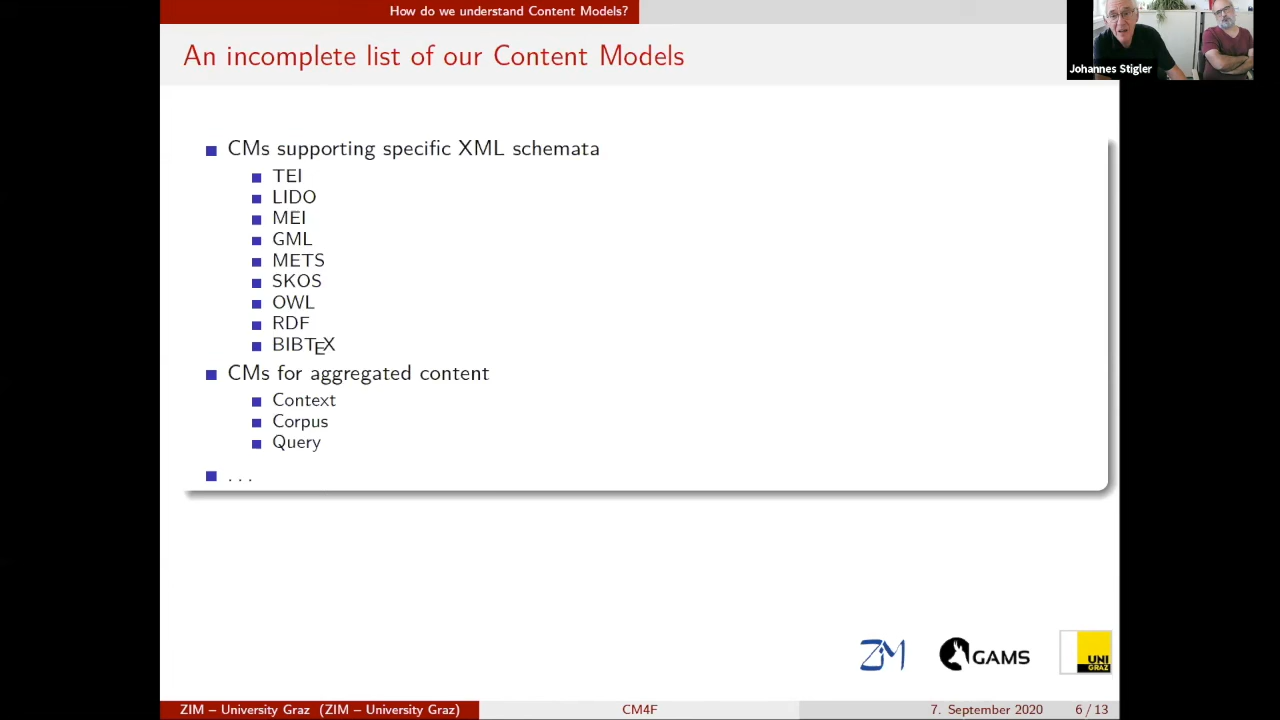 How do we understand Content Models?
An incomplete list of our Content Models
Johannes Stigler
CMs supporting specific XML schemata
TEI
LIDO
MEI
GML
METS
SKOS
OWL
RDF
BIBTEX
CMs for aggregated content
Context
Corpus
Query
. . .
ZIM
GAMS
UNI
GRAZ
ZIM – University Graz (ZIM – University Graz)
CM4F
7. September 2020
6 / 13